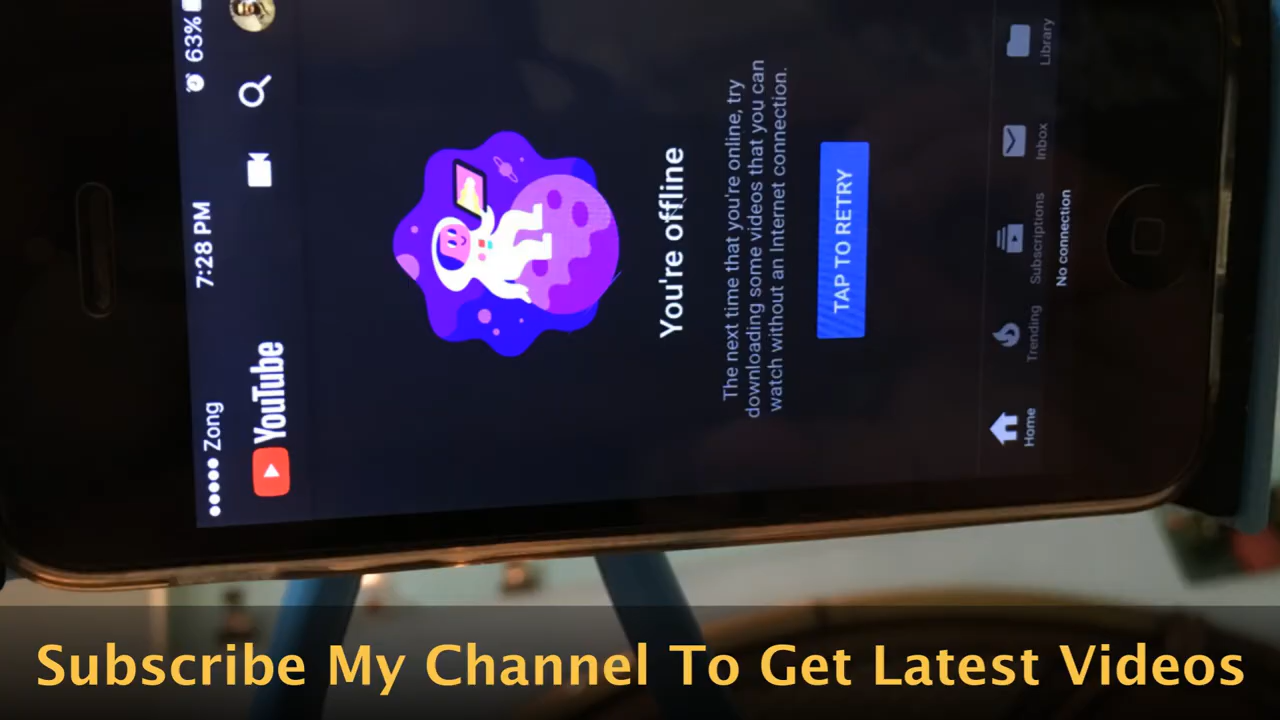 Zong 7:28 PM 63%
YouTube
You're offline
The next time that you're online, try
downloading some videos that you can
watch without an Internet connection.
TAP TO RETRY
Home Trending Subscriptions Inbox Library
No connection
Subscribe My Channel To Get Latest Videos